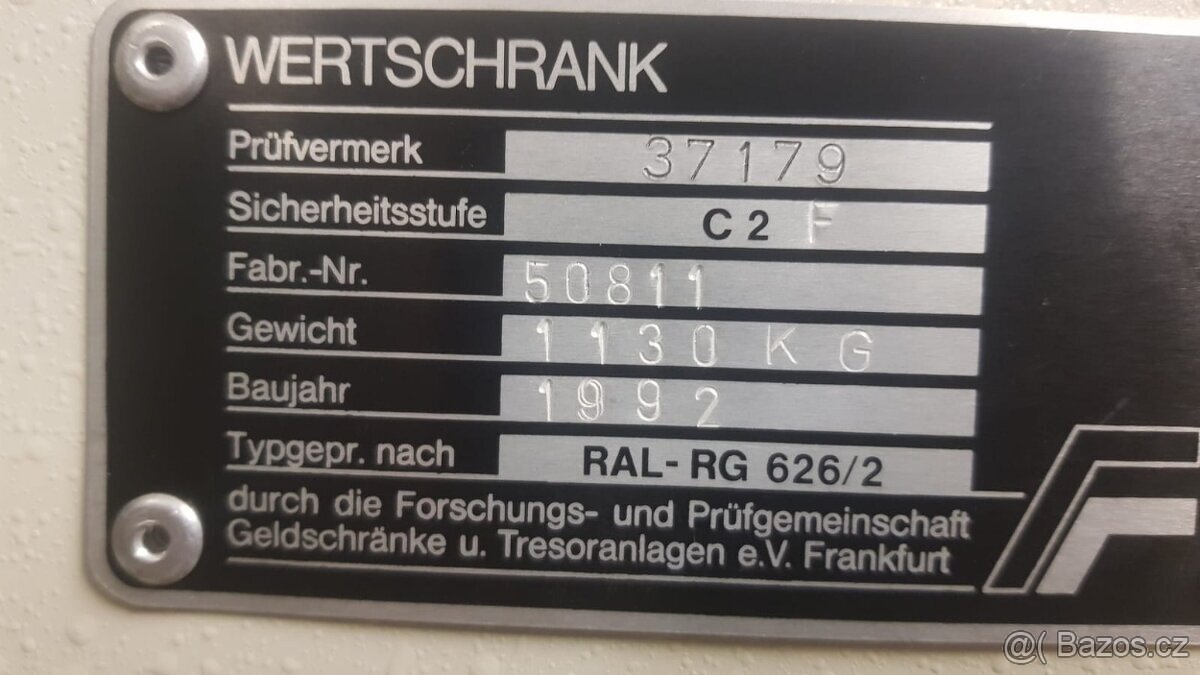 WERTSCHRANK
Prüfvermerk 37179
Sicherheitsstufe C2 F
Fabr.-Nr. 50811
Gewicht 1130 KG
Baujahr 1992
Typgepr. nach RAL-RG 626/2
durch die Forschungs- und Prüfgemeinschaft
Geldschränke u. Tresoranlagen e.V. Frankfurt
@( Bazos.cz